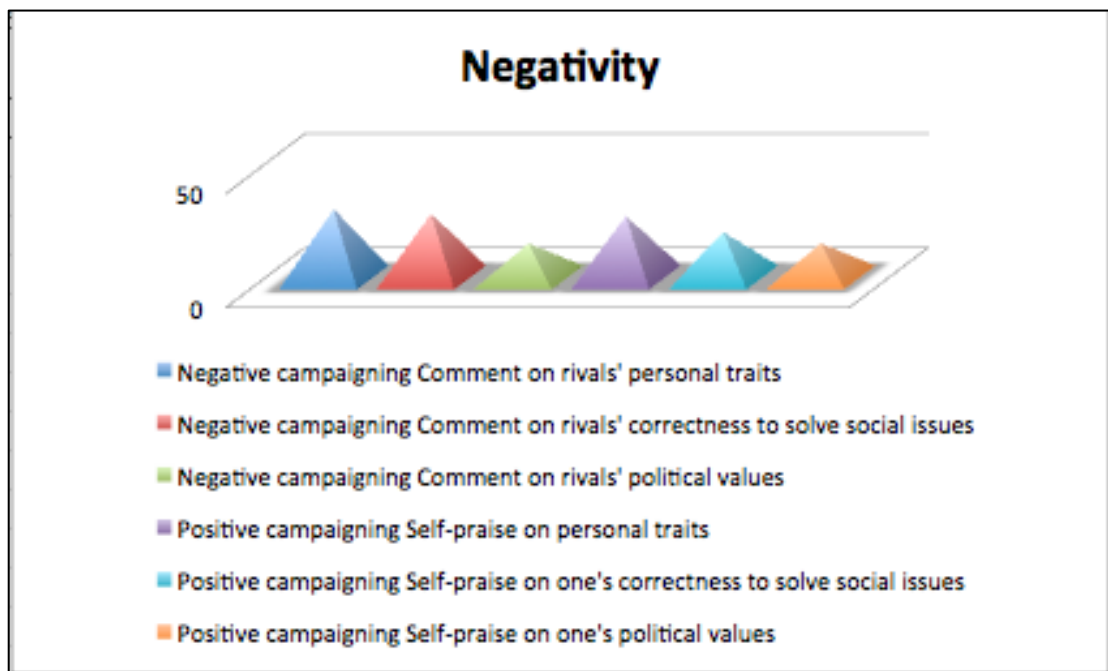 Negativity
50
0
Negative campaigning Comment on rivals' personal traits
Negative campaigning Comment on rivals' correctness to solve social issues
Negative campaigning Comment on rivals' political values
Positive campaigning Self-praise on personal traits
Positive campaigning Self-praise on one's correctness to solve social issues
Positive campaigning Self-praise on one's political values